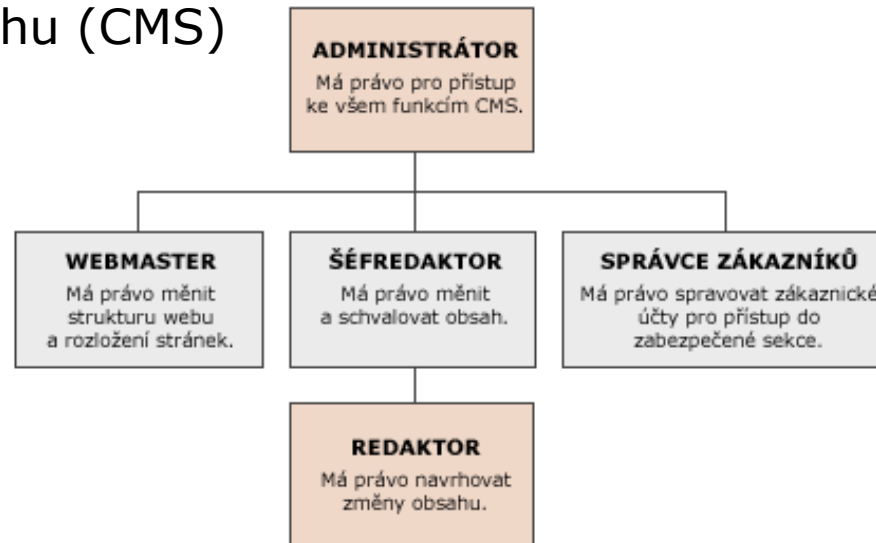 hu (CMS)
ADMINISTRÁTOR
Má právo pro přístup
ke všem funkcím CMS.
WEBMASTER
Má právo měnit
strukturu webu
a rozložení stránek.
ŠÉFREDAKTOR
Má právo měnit
a schvalovat obsah.
SPRÁVCE ZÁKAZNÍKŮ
Má právo spravovat zákaznické
účty pro přístup do
zabezpečené sekce.
REDAKTOR
Má právo navrhovat
změny obsahu.